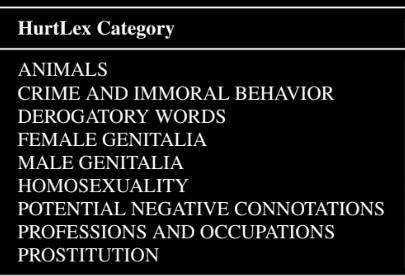 HurtLex Category
ANIMALS
CRIME AND IMMORAL BEHAVIOR
DEROGATORY WORDS
FEMALE GENITALIA
MALE GENITALIA
HOMOSEXUALITY
POTENTIAL NEGATIVE CONNOTATIONS
PROFESSIONS AND OCCUPATIONS
PROSTITUTION